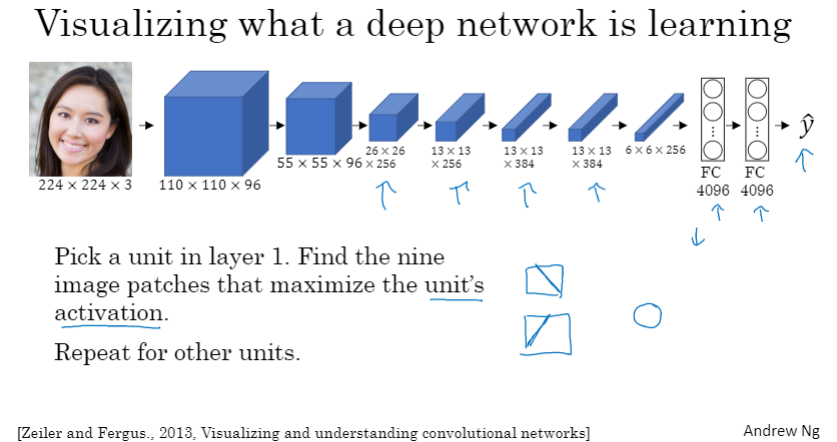 Visualizing what a deep network is learning
224 × 224 × 3
110 × 110 × 96
55 × 55 × 96
26 × 26
× 256
13 × 13
× 256
13 × 13
× 384
13 × 13
× 384
6 × 6 × 256
FC
4096
FC
4096
ŷ
Pick a unit in layer 1. Find the nine
image patches that maximize the unit's
activation.
Repeat for other units.
[Zeiler and Fergus., 2013, Visualizing and understanding convolutional networks]
Andrew Ng